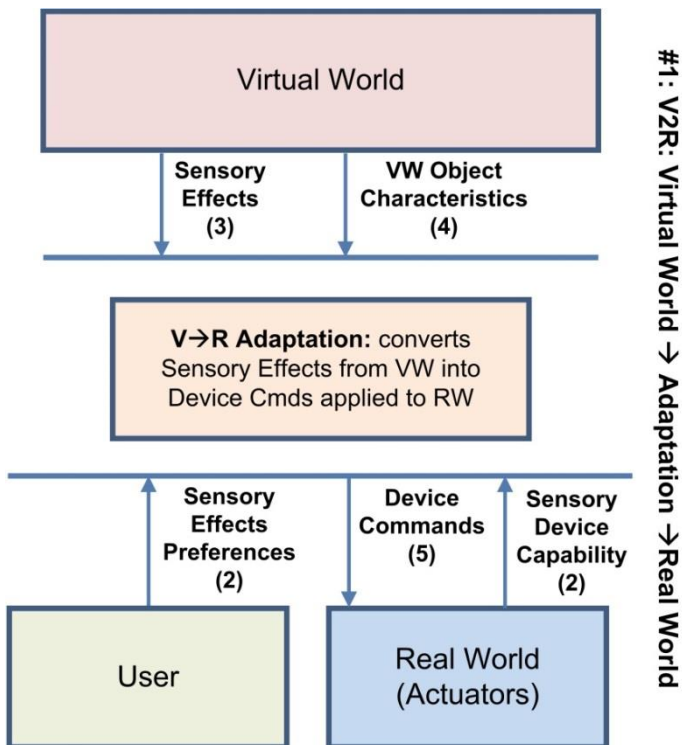 Virtual World
Sensory
Effects
(3)
VW Object
Characteristics
(4)
V→R Adaptation: converts
Sensory Effects from VW into
Device Cmds applied to RW
Sensory
Effects
Preferences
(2)
Device
Commands
(5)
Sensory
Device
Capability
(2)
User
Real World
(Actuators)
#1: V2R: Virtual World → Adaptation →Real World